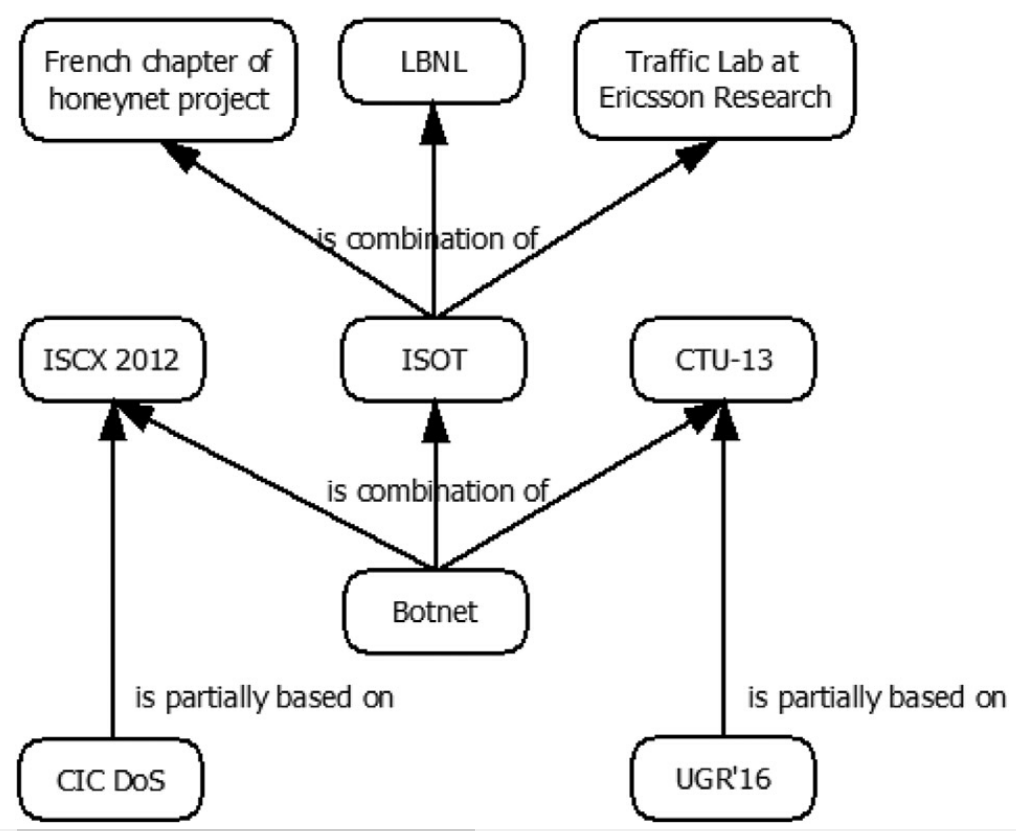 French chapter of
honeynet project
LBNL
Traffic Lab at
Ericsson Research
is combination of
ISCX 2012
ISOT
CTU-13
is combination of
Botnet
is partially based on
is partially based on
CIC DoS
UGR'16